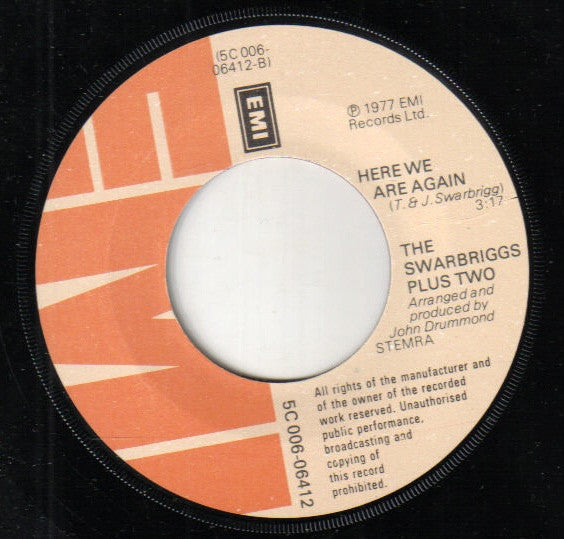 (5C 006-
06412-B)
EMI
℗ 1977 EMI
Records Ltd.
HERE WE
ARE AGAIN
(T. & J. Swarbrigg)
3:17
THE
SWARBRIGGS
PLUS TWO
Arranged and
produced by
John Drummond
STEMRA
All rights of the manufacturer and
of the owner of the recorded
work reserved. Unauthorised
public performance,
broadcasting and
copying of
this record
prohibited.
5C 006-06412
EMI